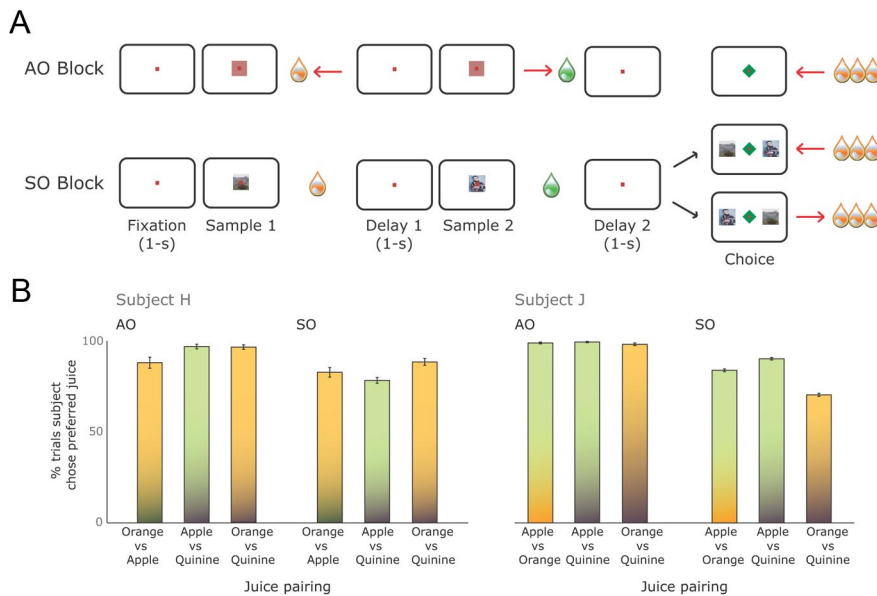 A
AO Block
SO Block
Fixation
(1-s)
Sample 1
Delay 1
(1-s)
Sample 2
Delay 2
(1-s)
Choice
B
Subject H
AO
SO
% trials subject
chose preferred juice
100
50
0
Orange
vs
Apple
Apple
vs
Quinine
Orange
vs
Quinine
Orange
vs
Apple
Apple
vs
Quinine
Orange
vs
Quinine
Juice pairing
Subject J
AO
SO
Apple
vs
Orange
Apple
vs
Quinine
Orange
vs
Quinine
Apple
vs
Orange
Apple
vs
Quinine
Orange
vs
Quinine
Juice pairing